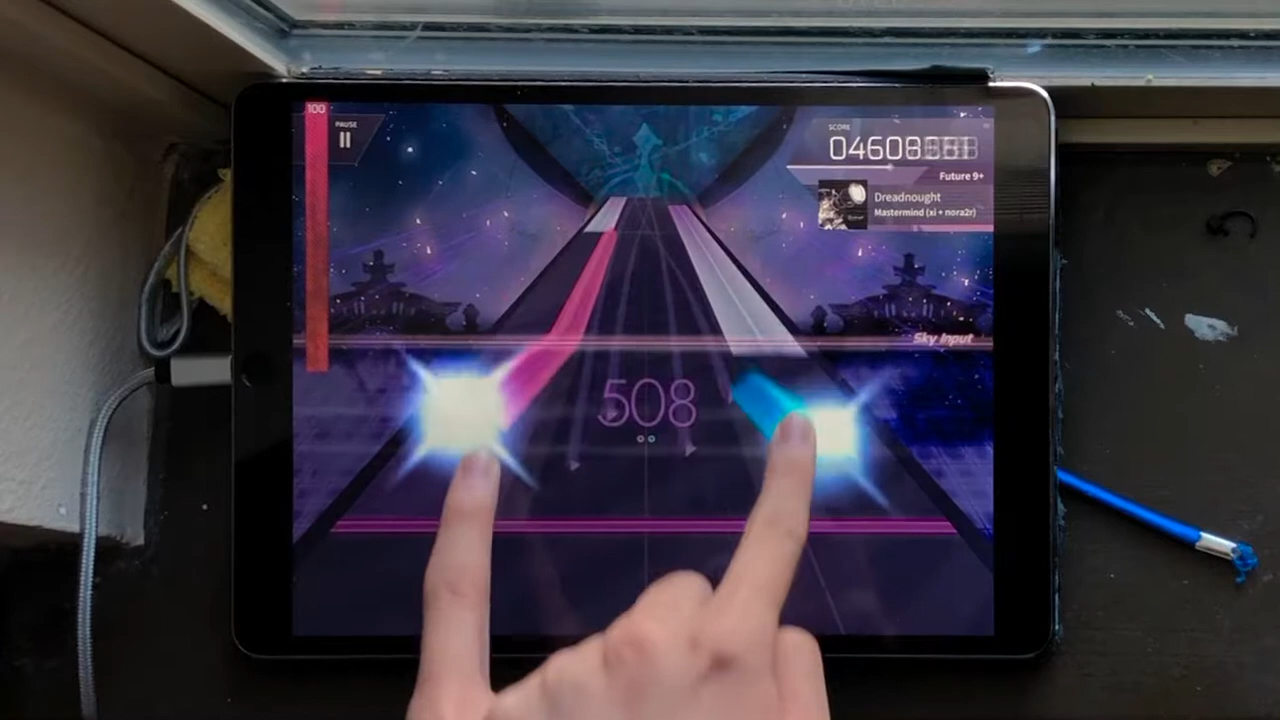 100
PAUSE
SCORE
Future 9+
Dreadnought
Mastermind (xi + nora2r)
Sky Input
508